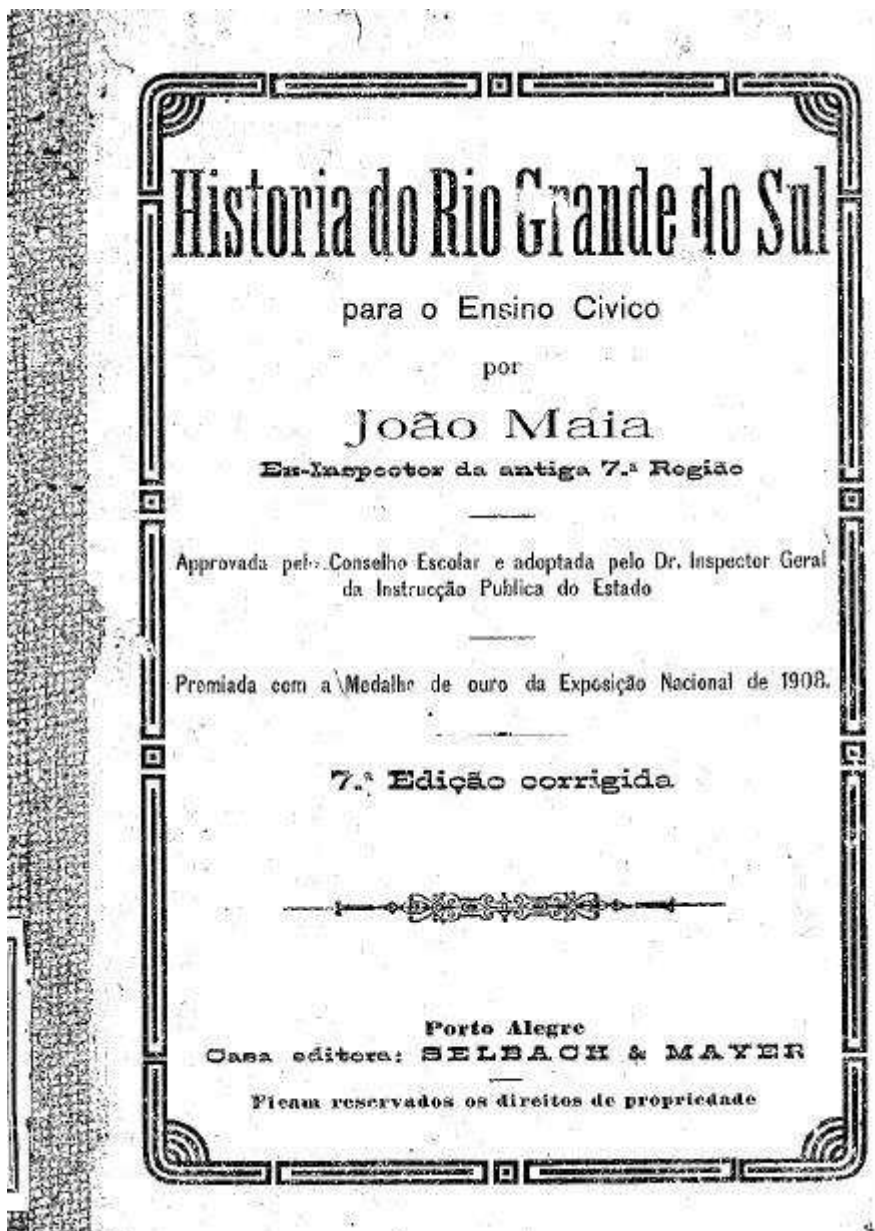 Historia do Rio Grande do Sul
para o Ensino Civico
por
João Maia
Ex-Inspector da antiga 7.ª Região
Approvada pelo Conselho Escolar e adoptada pelo Dr. Inspector Geral
da Instrucção Publica do Estado
Premiada com a Medalha de ouro da Exposição Nacional de 1908.
7.ª Edição corrigida
Porto Alegre
Casa editora: SELBACH & MAYER
Ficam reservados os direitos de propriedade